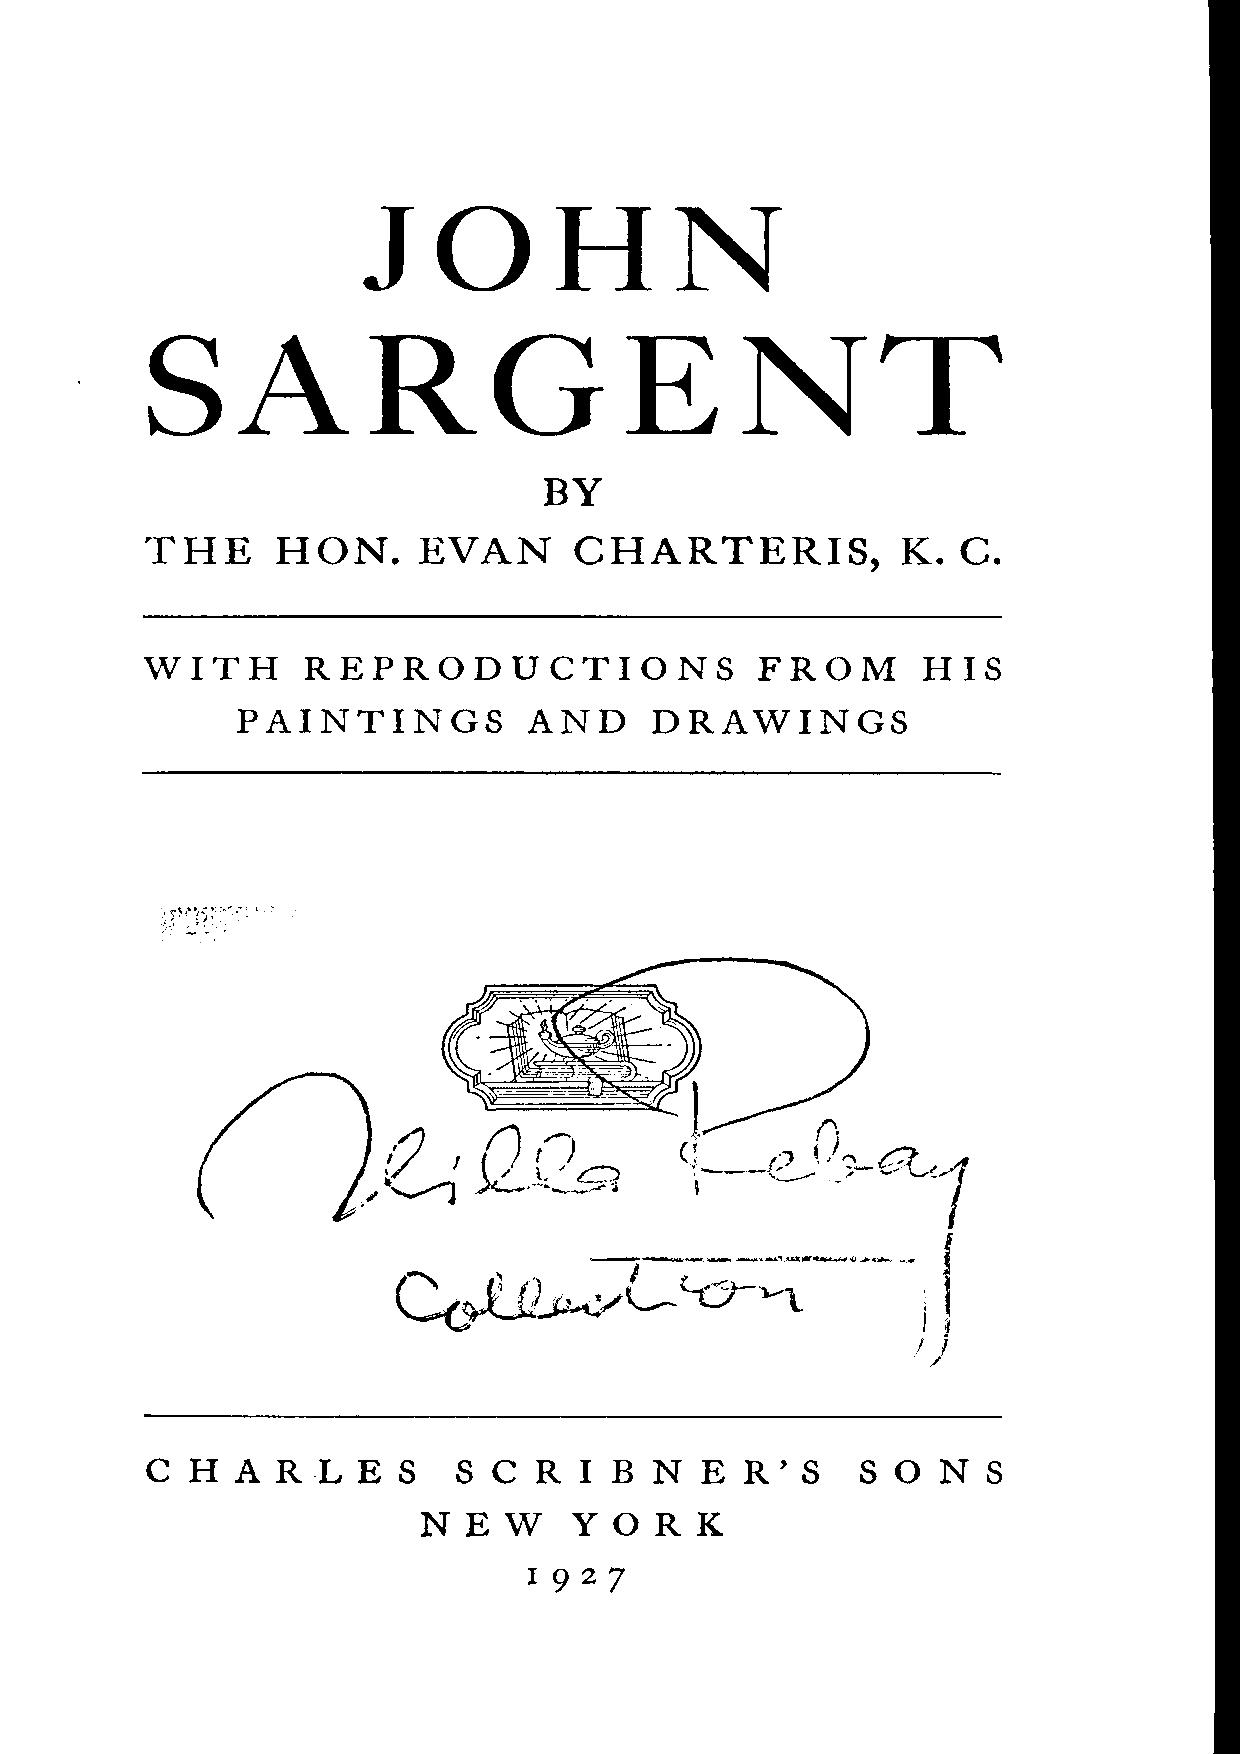 JOHN
SARGENT
BY
THE HON. EVAN CHARTERIS, K. C.
WITH REPRODUCTIONS FROM HIS
PAINTINGS AND DRAWINGS
Hilla Rebay
Collection
CHARLES SCRIBNER'S SONS
NEW YORK
1927